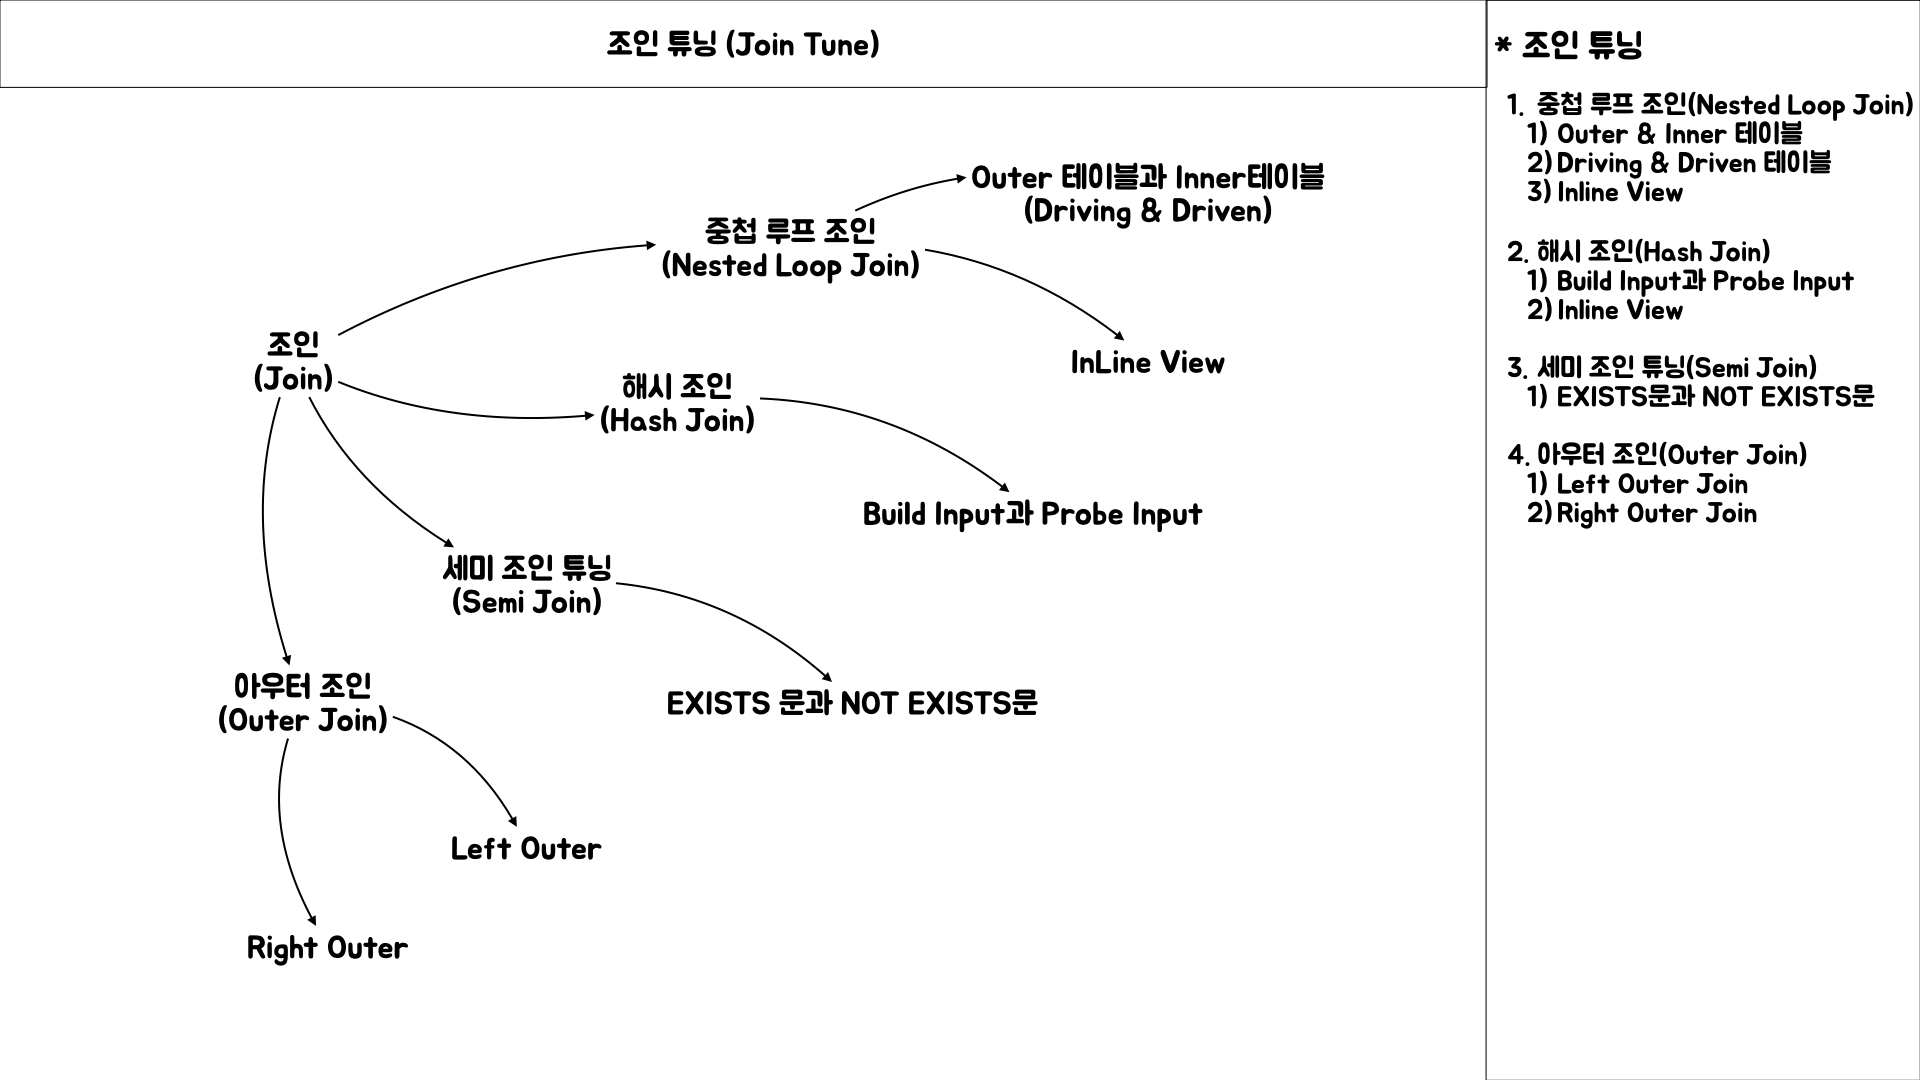 조인 튜닝 (Join Tune)
Outer 테이블과 Inner테이블
(Driving & Driven)
중첩 루프 조인
(Nested Loop Join)
InLine View
조인
(Join)
해시 조인
(Hash Join)
Build Input과 Probe Input
세미 조인 튜닝
(Semi Join)
EXISTS 문과 NOT EXISTS문
아우터 조인
(Outer Join)
Left Outer
Right Outer
* 조인 튜닝
1. 중첩 루프 조인(Nested Loop Join)
1) Outer & Inner 테이블
2) Driving & Driven 테이블
3) Inline View
2. 해시 조인(Hash Join)
1) Build Input과 Probe Input
2) Inline View
3. 세미 조인 튜닝(Semi Join)
1) EXISTS문과 NOT EXISTS문
4. 아우터 조인(Outer Join)
1) Left Outer Join
2) Right Outer Join